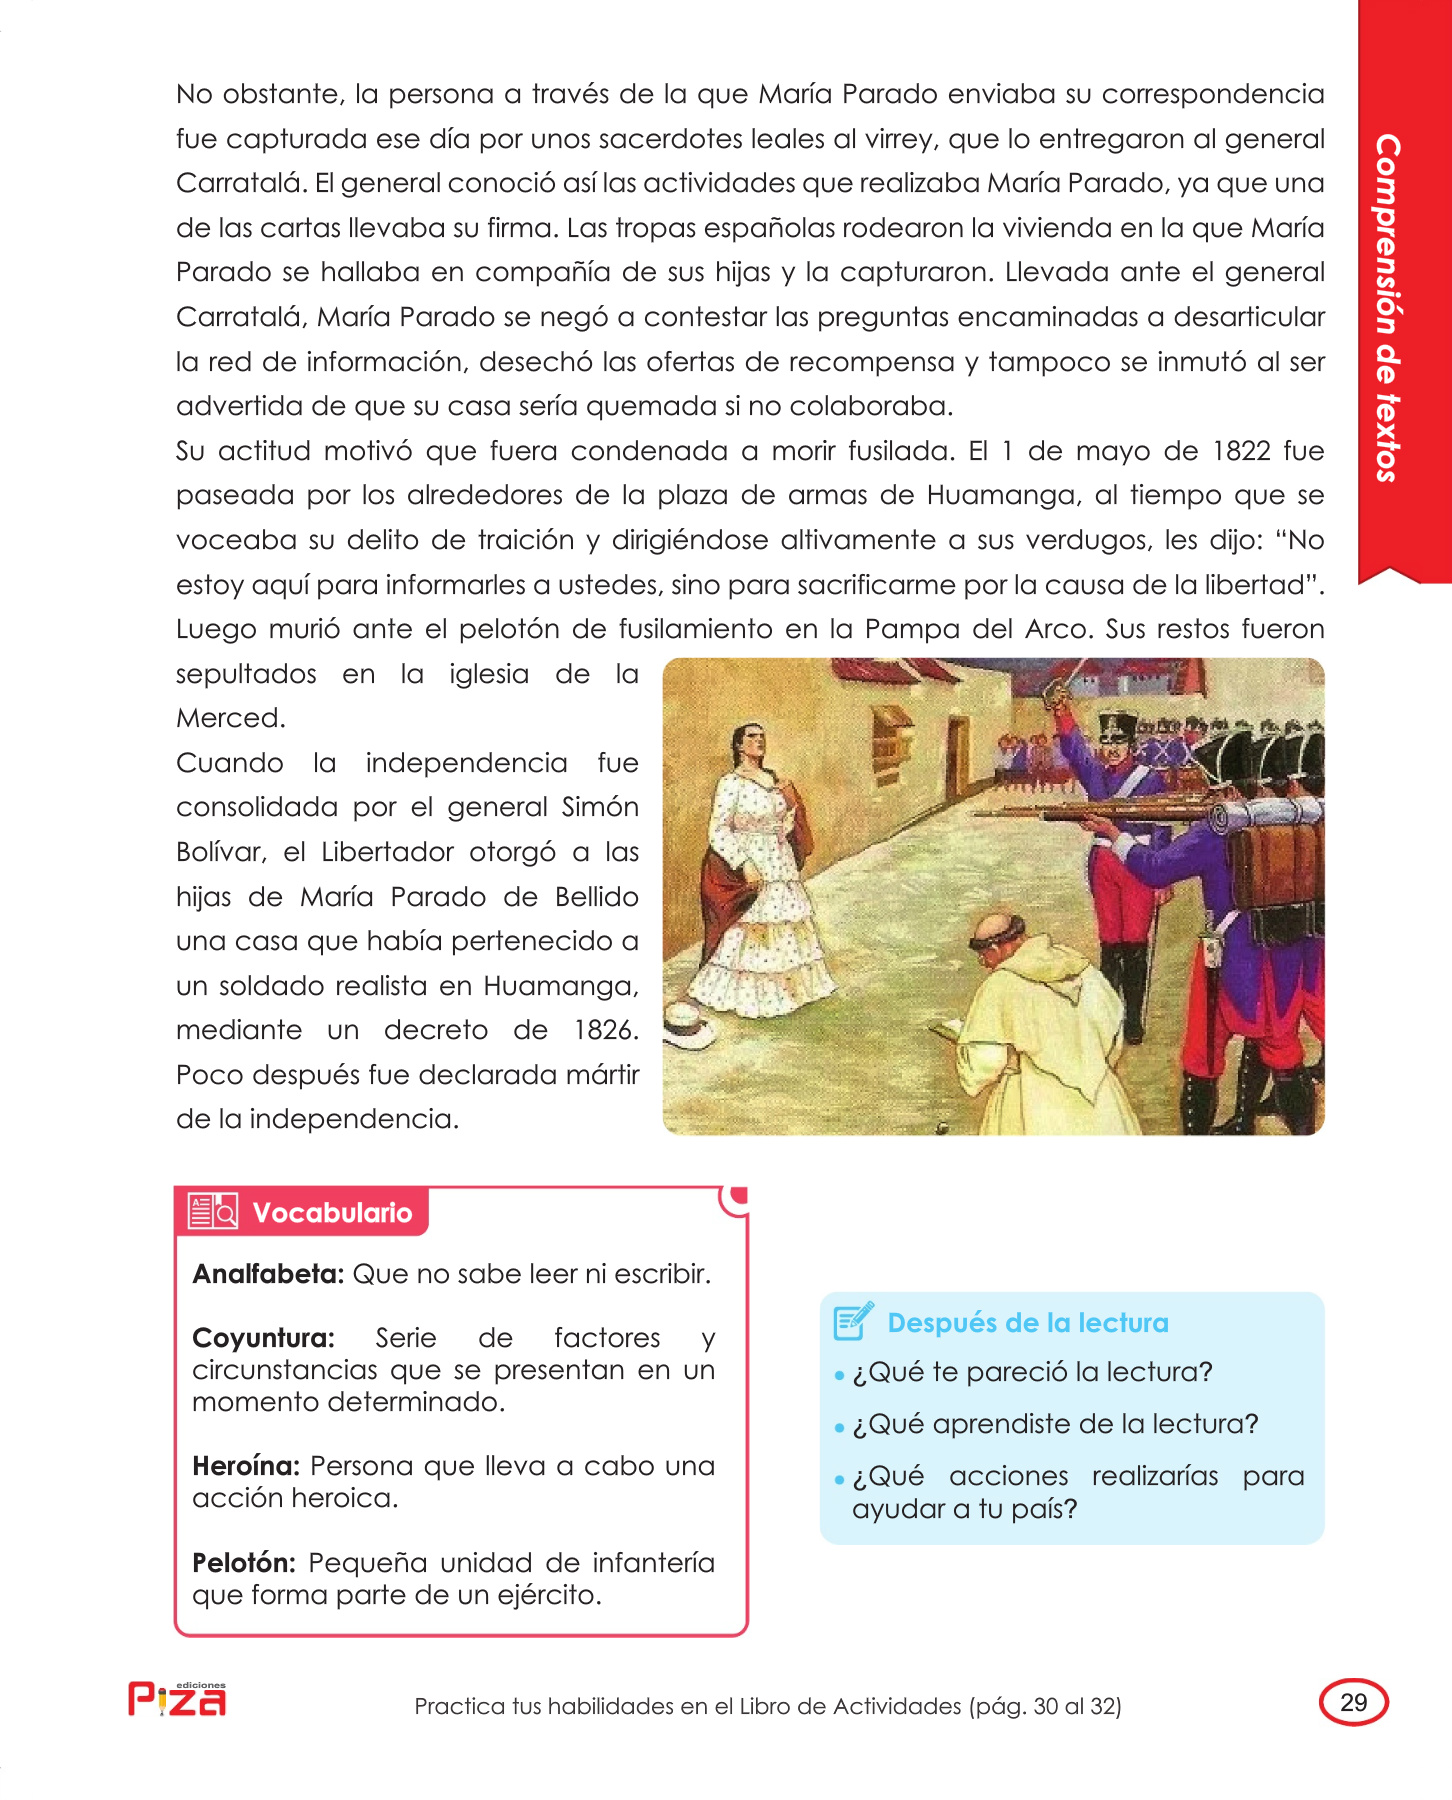 No obstante, la persona a través de la que María Parado enviaba su correspondencia
fue capturada ese día por unos sacerdotes leales al virrey, que lo entregaron al general
Carratalá. El general conoció así las actividades que realizaba María Parado, ya que una
de las cartas llevaba su firma. Las tropas españolas rodearon la vivienda en la que María
Parado se hallaba en compañía de sus hijas y la capturaron. Llevada ante el general
Carratalá, María Parado se negó a contestar las preguntas encaminadas a desarticular
la red de información, desechó las ofertas de recompensa y tampoco se inmutó al ser
advertida de que su casa sería quemada si no colaboraba.
Su actitud motivó que fuera condenada a morir fusilada. El 1 de mayo de 1822 fue
paseada por los alrededores de la plaza de armas de Huamanga, al tiempo que se
voceaba su delito de traición y dirigiéndose altivamente a sus verdugos, les dijo: “No
estoy aquí para informarles a ustedes, sino para sacrificarme por la causa de la libertad”.
Luego murió ante el pelotón de fusilamiento en la Pampa del Arco. Sus restos fueron
sepultados en la iglesia de la
Merced.
Cuando la independencia fue
consolidada por el general Simón
Bolívar, el Libertador otorgó a las
hijas de María Parado de Bellido
una casa que había pertenecido a
un soldado realista en Huamanga,
mediante un decreto de 1826.
Poco después fue declarada mártir
de la independencia.
Comprensión de textos
Vocabulario
Analfabeta: Que no sabe leer ni escribir.
Coyuntura: Serie de factores y
circunstancias que se presentan en un
momento determinado.
Heroína: Persona que lleva a cabo una
acción heroica.
Pelotón: Pequeña unidad de infantería
que forma parte de un ejército.
Después de la lectura
• ¿Qué te pareció la lectura?
• ¿Qué aprendiste de la lectura?
• ¿Qué acciones realizarías para
ayudar a tu país?
ediciones
Piza
Practica tus habilidades en el Libro de Actividades (pág. 30 al 32)
29